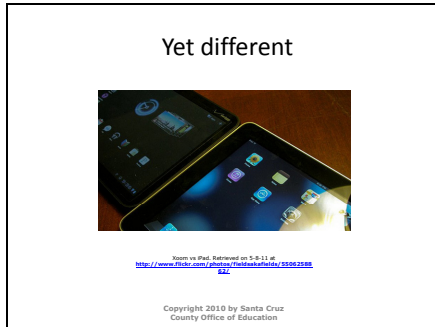 Yet different
Xoom vs iPad. Retrieved on 5-8-11 at
http://www.flickr.com/photos/fieldsakafields/55062588
62/
Copyright 2010 by Santa Cruz
County Office of Education